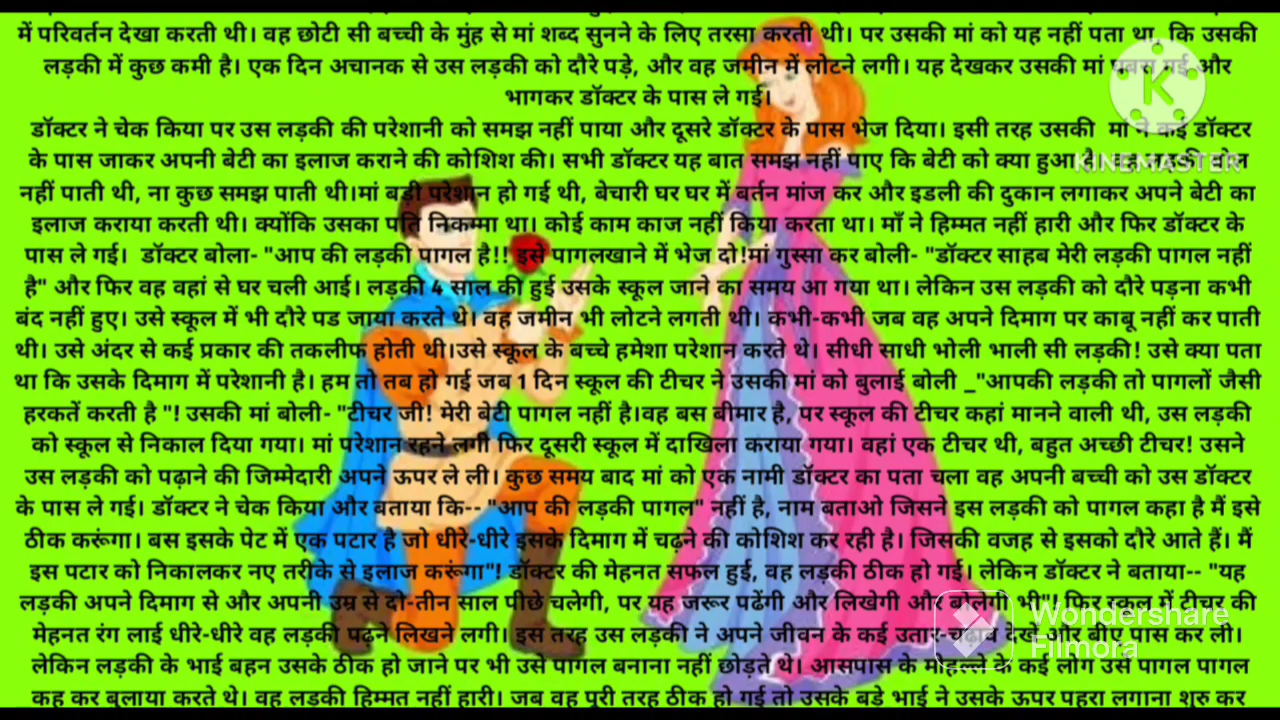 में परिवर्तन देखा करती थी। वह छोटी सी बच्ची के मुंह से मां शब्द सुनने के लिए तरसा करती थी। पर उसकी मां को यह नहीं पता था, कि उसकी
लड़की में कुछ कमी है। एक दिन अचानक से उस लड़की को दौरे पड़े, और वह जमीन में लोटने लगी। यह देखकर उसकी मां घबरा गई और
भागकर डॉक्टर के पास ले गई।
डॉक्टर ने चेक किया पर उस लड़की की परेशानी को समझ नहीं पाया और दूसरे डॉक्टर के पास भेज दिया। इसी तरह उसकी मां ने कई डॉक्टर
के पास जाकर अपनी बेटी का इलाज कराने की कोशिश की। सभी डॉक्टर यह बात समझ नहीं पाए कि बेटी को क्या हुआ है। वह लड़की बोल
नहीं पाती थी, ना कुछ समझ पाती थी।मां बड़ी परेशान हो गई थी, बेचारी घर घर में बर्तन मांज कर और इडली की दुकान लगाकर अपने बेटी का
इलाज कराया करती थी। क्योंकि उसका पति निकम्मा था। कोई काम काज नहीं किया करता था। माँ ने हिम्मत नहीं हारी और फिर डॉक्टर के
पास ले गई। डॉक्टर बोला- "आप की लड़की पागल है!! इसे पागलखाने में भेज दो!मां गुस्सा कर बोली- "डॉक्टर साहब मेरी लड़की पागल नहीं
है" और फिर वह वहां से घर चली आई। लड़की 4 साल की हुई उसके स्कूल जाने का समय आ गया था। लेकिन उस लड़की को दौरे पड़ना कभी
बंद नहीं हुए। उसे स्कूल में भी दौरे पड जाया करते थे। वह जमीन भी लोटने लगती थी। कभी-कभी जब वह अपने दिमाग पर काबू नहीं कर पाती
थी। उसे अंदर से कई प्रकार की तकलीफ होती थी।उसे स्कूल के बच्चे हमेशा परेशान करते थे। सीधी साधी भोली भाली सी लड़की! उसे क्या पता
था कि उसके दिमाग में परेशानी है। हम तो तब हो गई जब 1 दिन स्कूल की टीचर ने उसकी मां को बुलाई बोली _"आपकी लड़की तो पागलों जैसी
हरकतें करती है "! उसकी मां बोली- "टीचर जी! मेरी बेटी पागल नहीं है।वह बस बीमार है, पर स्कूल की टीचर कहां मानने वाली थी, उस लड़की
को स्कूल से निकाल दिया गया। मां परेशान रहने लगी फिर दूसरी स्कूल में दाखिला कराया गया। वहां एक टीचर थी, बहुत अच्छी टीचर! उसने
उस लड़की को पढ़ाने की जिम्मेदारी अपने ऊपर ले ली। कुछ समय बाद मां को एक नामी डॉक्टर का पता चला वह अपनी बच्ची को उस डॉक्टर
के पास ले गई। डॉक्टर ने चेक किया और बताया कि-- "आप की लड़की पागल" नहीं है, नाम बताओ जिसने इस लड़की को पागल कहा है मैं इसे
ठीक करूंगा। बस इसके पेट में एक पटार है जो धीरे-धीरे इसके दिमाग में चढ़ने की कोशिश कर रही है। जिसकी वजह से इसको दौरे आते हैं। मैं
इस पटार को निकालकर नए तरीके से इलाज करूंगा"! डॉक्टर की मेहनत सफल हुई, वह लड़की ठीक हो गई। लेकिन डॉक्टर ने बताया-- "यह
लड़की अपने दिमाग से और अपनी उम्र से दो-तीन साल पीछे चलेगी, पर यह जरूर पढेंगी और लिखेगी और बोलेगी भी"! फिर स्कूल में टीचर की
मेहनत रंग लाई धीरे-धीरे वह लड़की पढ़ने लिखने लगी। इस तरह उस लड़की ने अपने जीवन के कई उतार-चढ़ाव देखे और बीए पास कर ली।
लेकिन लड़की के भाई बहन उसके ठीक हो जाने पर भी उसे पागल बनाना नहीं छोड़ते थे। आसपास के मोहल्ले के कई लोग उसे पागल पागल
कह कर बुलाया करते थे। वह लड़की हिम्मत नहीं हारी। जब वह पूरी तरह ठीक हो गई तो उसके बड़े भाई ने उसके ऊपर पहरा लगाना शुरु कर
K
KINEMASTER
Wondershare
Filmora